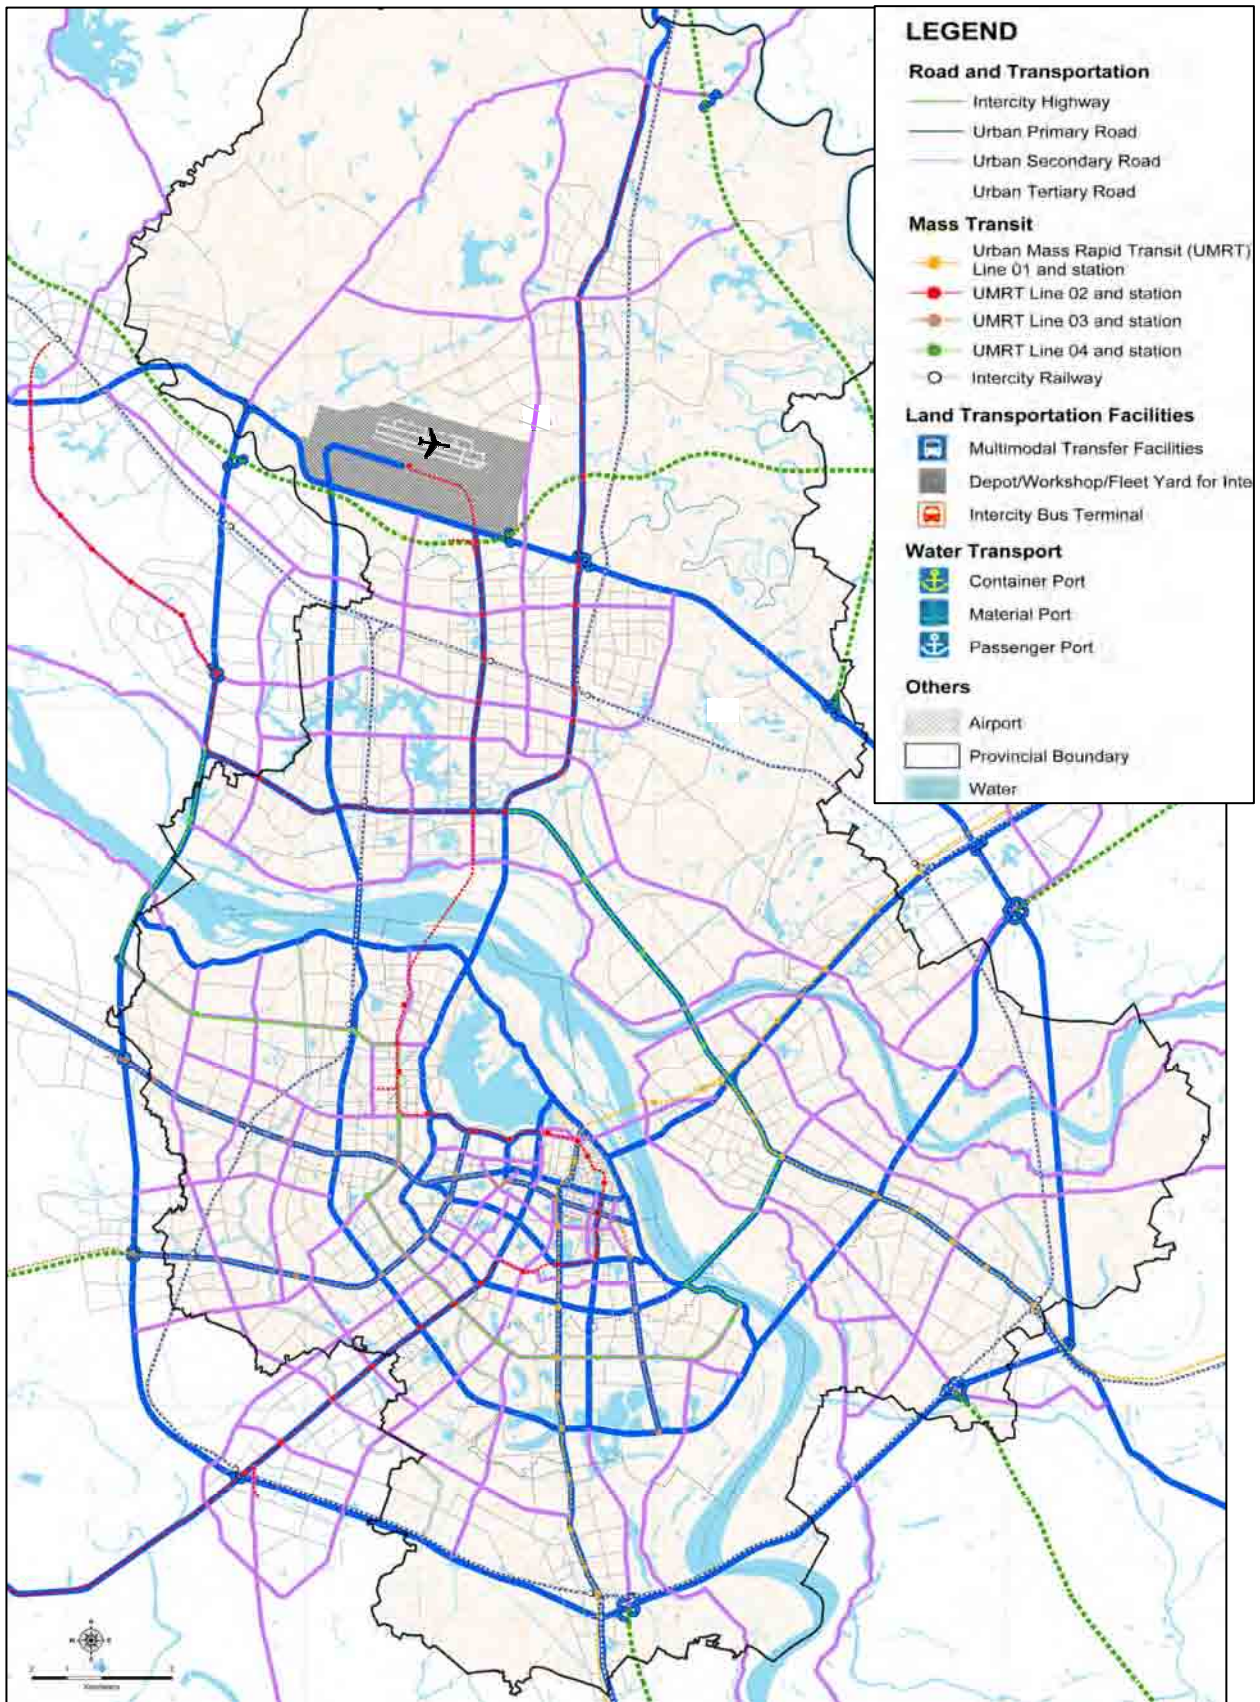 LEGEND
Road and Transportation
Intercity Highway
Urban Primary Road
Urban Secondary Road
Urban Tertiary Road
Mass Transit
Urban Mass Rapid Transit (UMRT)
Line 01 and station
UMRT Line 02 and station
UMRT Line 03 and station
UMRT Line 04 and station
Intercity Railway
Land Transportation Facilities
Multimodal Transfer Facilities
Depot/Workshop/Fleet Yard for Inte
Intercity Bus Terminal
Water Transport
Container Port
Material Port
Passenger Port
Others
Airport
Provincial Boundary
Water